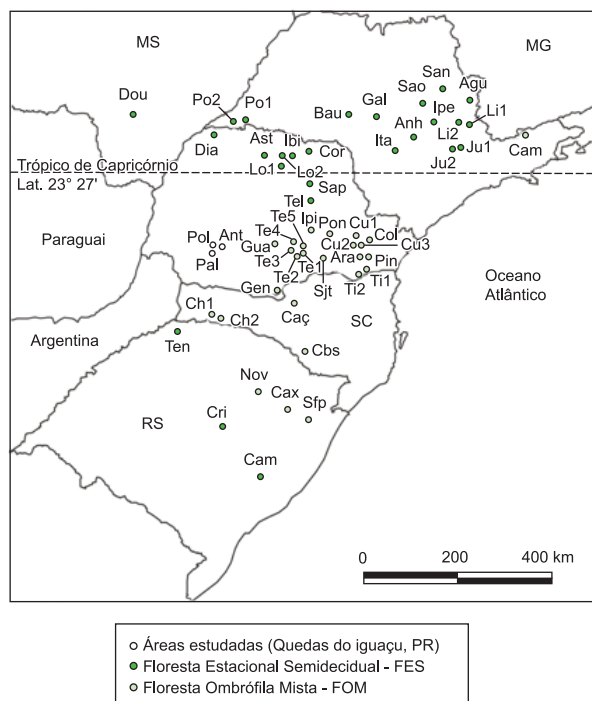 MS
MG
Dou
Po2
Po1
Bau
Gal
Sao
San
Agu
Ipe
Li1
Anh
Li2
Ita
Ju1
Ju2
Cam
Dia
Ast
Ibi
Cor
Lo1
Lo2
Trópico de Capricórnio
Lat. 23° 27'
Sap
Tel
Ipi
Pon
Cu1
Te5
Te4
Col
Pol
Ant
Gua
Cu2
Cu3
Te3
Ara
Pin
Pal
Te2
Te1
Paraguai
Sjt
Ti2
Ti1
Oceano
Atlântico
Gen
Caç
SC
Ch1
Ch2
Argentina
Ten
Cbs
Nov
Cax
Sfp
RS
Cri
Cam
0 200 400 km
Áreas estudadas (Quedas do iguaçu, PR)
Floresta Estacional Semidecidual - FES
Floresta Ombrófila Mista - FOM